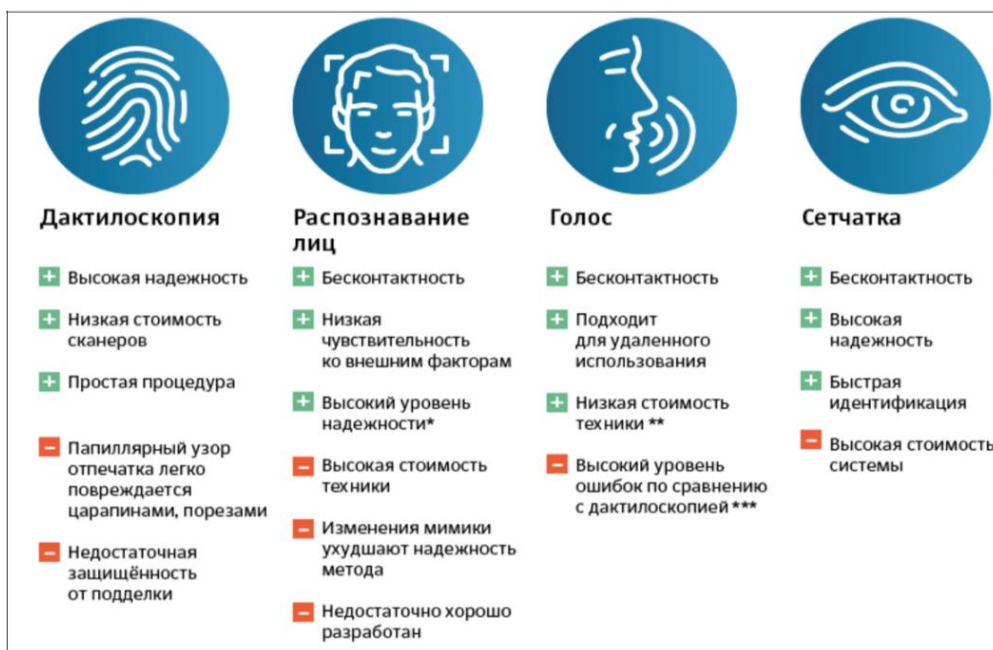 Дактилоскопия
+ Высокая надежность
+ Низкая стоимость
сканеров
+ Простая процедура
− Папиллярный узор
отпечатка легко
повреждается
царапинами, порезами
− Недостаточная
защищённость
от подделки
Распознавание
лиц
+ Бесконтактность
+ Низкая
чувствительность
ко внешним факторам
+ Высокий уровень
надежности*
− Высокая стоимость
техники
− Изменения мимики
ухудшают надежность
метода
− Недостаточно хорошо
разработан
Голос
+ Бесконтактность
+ Подходит
для удаленного
использования
+ Низкая стоимость
техники **
− Высокий уровень
ошибок по сравнению
с дактилоскопией ***
Сетчатка
+ Бесконтактность
+ Высокая
надежность
+ Быстрая
идентификация
− Высокая стоимость
системы